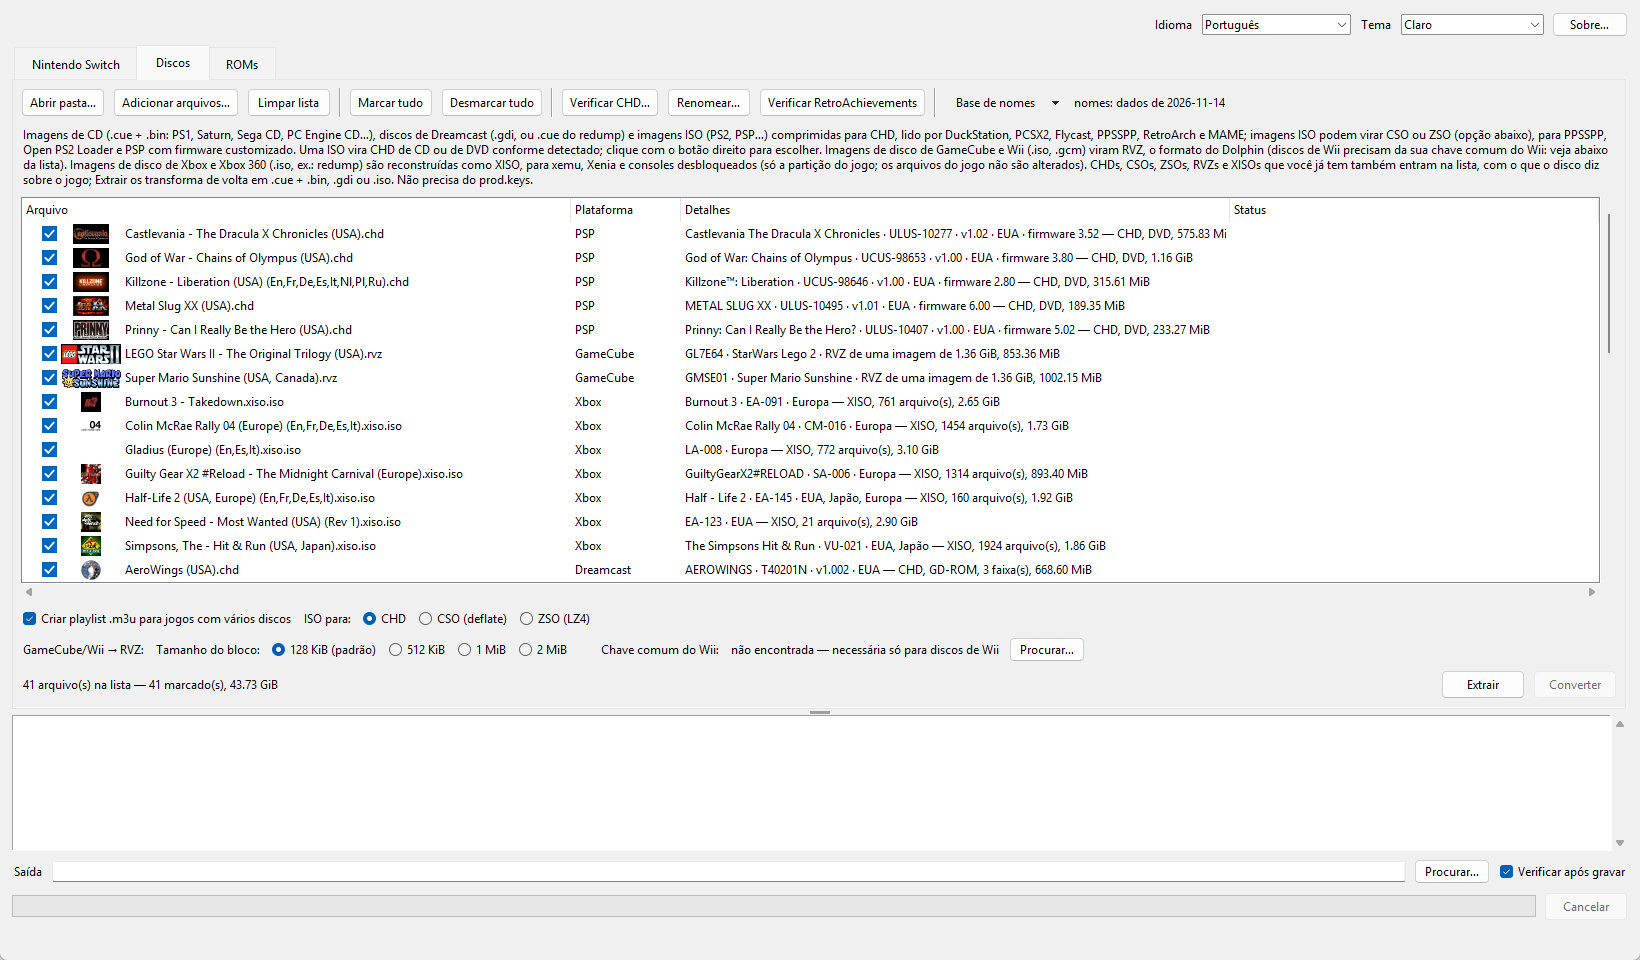 Idioma Português Tema Claro Sobre...
Nintendo Switch Discos ROMs
Abrir pasta... Adicionar arquivos... Limpar lista Marcar tudo Desmarcar tudo Verificar CHD... Renomear... Verificar RetroAchievements Base de nomes nomes: dados de 2026-11-14
Imagens de CD (.cue + .bin: PS1, Saturn, Sega CD, PC Engine CD...), discos de Dreamcast (.gdi, ou .cue do redump) e imagens ISO (PS2, PSP...) comprimidas para CHD, lido por DuckStation, PCSX2, Flycast, PPSSPP, RetroArch e MAME; imagens ISO podem virar CSO ou ZSO (opção abaixo), para PPSSPP,
Open PS2 Loader e PSP com firmware customizado. Uma ISO vira CHD de CD ou de DVD conforme detectado; clique com o botão direito para escolher. Imagens de disco de GameCube e Wii (.iso, .gcm) viram RVZ, o formato do Dolphin (discos de Wii precisam da sua chave comum do Wii: veja abaixo
da lista). Imagens de disco de Xbox e Xbox 360 (.iso, ex.: redump) são reconstruídas como XISO, para xemu, Xenia e consoles desbloqueados (só a partição do jogo; os arquivos do jogo não são alterados). CHDs, CSOs, ZSOs, RVZs e XISOs que você já tem também entram na lista, com o que o disco diz
sobre o jogo; Extrair os transforma de volta em .cue + .bin, .gdi ou .iso. Não precisa do prod.keys.
Arquivo Plataforma Detalhes Status
Castlevania - The Dracula X Chronicles (USA).chd PSP Castlevania The Dracula X Chronicles · ULUS-10277 · v1.02 · EUA · firmware 3.52 — CHD, DVD, 575.83 Mi
God of War - Chains of Olympus (USA).chd PSP God of War: Chains of Olympus · UCUS-98653 · v1.00 · EUA · firmware 3.80 — CHD, DVD, 1.16 GiB
KILLZONE Killzone - Liberation (USA) (En,Fr,De,Es,It,Nl,Pl,Ru).chd PSP Killzone™: Liberation · UCUS-98646 · v1.00 · EUA · firmware 2.80 — CHD, DVD, 315.61 MiB
Metal Slug XX (USA).chd PSP METAL SLUG XX · ULUS-10495 · v1.01 · EUA · firmware 6.00 — CHD, DVD, 189.35 MiB
PRINNY Prinny - Can I Really Be the Hero (USA).chd PSP Prinny: Can I Really Be the Hero? · ULUS-10407 · v1.00 · EUA · firmware 5.02 — CHD, DVD, 233.27 MiB
LEGO STAR WARS II LEGO Star Wars II - The Original Trilogy (USA).rvz GameCube GL7E64 · StarWars Lego 2 · RVZ de uma imagem de 1.36 GiB, 853.36 MiB
SUPER MARIO SUNSHINE Super Mario Sunshine (USA, Canada).rvz GameCube GMSE01 · Super Mario Sunshine · RVZ de uma imagem de 1.36 GiB, 1002.15 MiB
Burnout 3 - Takedown.xiso.iso Xbox Burnout 3 · EA-091 · Europa — XISO, 761 arquivo(s), 2.65 GiB
04 Colin McRae Rally 04 (Europe) (En,Fr,De,Es,It).xiso.iso Xbox Colin McRae Rally 04 · CM-016 · Europa — XISO, 1454 arquivo(s), 1.73 GiB
Gladius (Europe) (En,Es,It).xiso.iso Xbox LA-008 · Europa — XISO, 772 arquivo(s), 3.10 GiB
Guilty Gear X2 #Reload - The Midnight Carnival (Europe).xiso.iso Xbox GuiltyGearX2#RELOAD · SA-006 · Europa — XISO, 1314 arquivo(s), 893.40 MiB
Half-Life 2 (USA, Europe) (En,Fr,De,Es,It).xiso.iso Xbox Half - Life 2 · EA-145 · EUA, Japão, Europa — XISO, 160 arquivo(s), 1.92 GiB
Need for Speed - Most Wanted (USA) (Rev 1).xiso.iso Xbox EA-123 · EUA — XISO, 21 arquivo(s), 2.90 GiB
Simpsons, The - Hit & Run (USA, Japan).xiso.iso Xbox The Simpsons Hit & Run · VU-021 · EUA, Japão — XISO, 1924 arquivo(s), 1.86 GiB
AeroWings (USA).chd Dreamcast AEROWINGS · T40201N · v1.002 · EUA — CHD, GD-ROM, 3 faixa(s), 668.60 MiB
Criar playlist .m3u para jogos com vários discos ISO para: CHD CSO (deflate) ZSO (LZ4)
GameCube/Wii → RVZ: Tamanho do bloco: 128 KiB (padrão) 512 KiB 1 MiB 2 MiB Chave comum do Wii: não encontrada — necessária só para discos de Wii Procurar...
41 arquivo(s) na lista — 41 marcado(s), 43.73 GiB Extrair Converter
Saída Procurar... Verificar após gravar
Cancelar